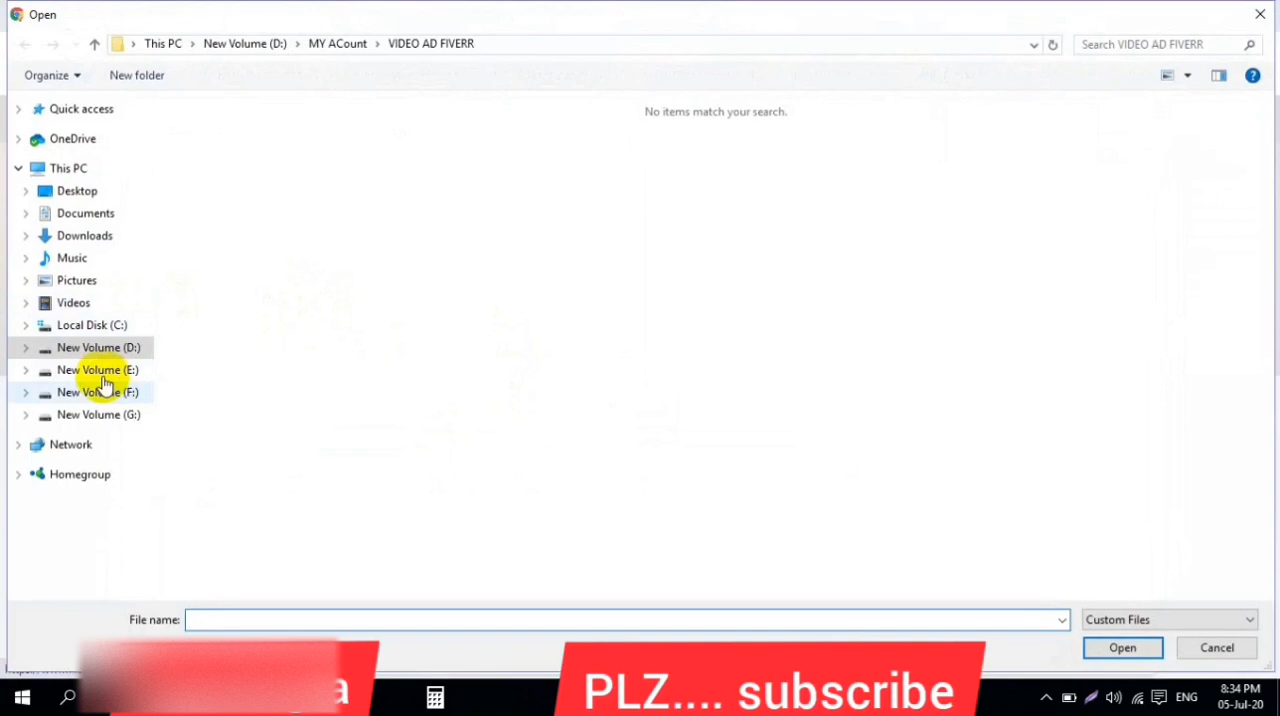 Open
This PC > New Volume (D:) > MY ACount > VIDEO AD FIVERR
Search VIDEO AD FIVERR
Organize
New folder
Quick access
No items match your search.
OneDrive
This PC
Desktop
Documents
Downloads
Music
Pictures
Videos
Local Disk (C:)
New Volume (D:)
New Volume (E:)
New Volume (F:)
New Volume (G:)
Network
Homegroup
File name:
Custom Files
Open
Cancel
PLZ.... subscribe
ENG
8:34 PM
05-Jul-20